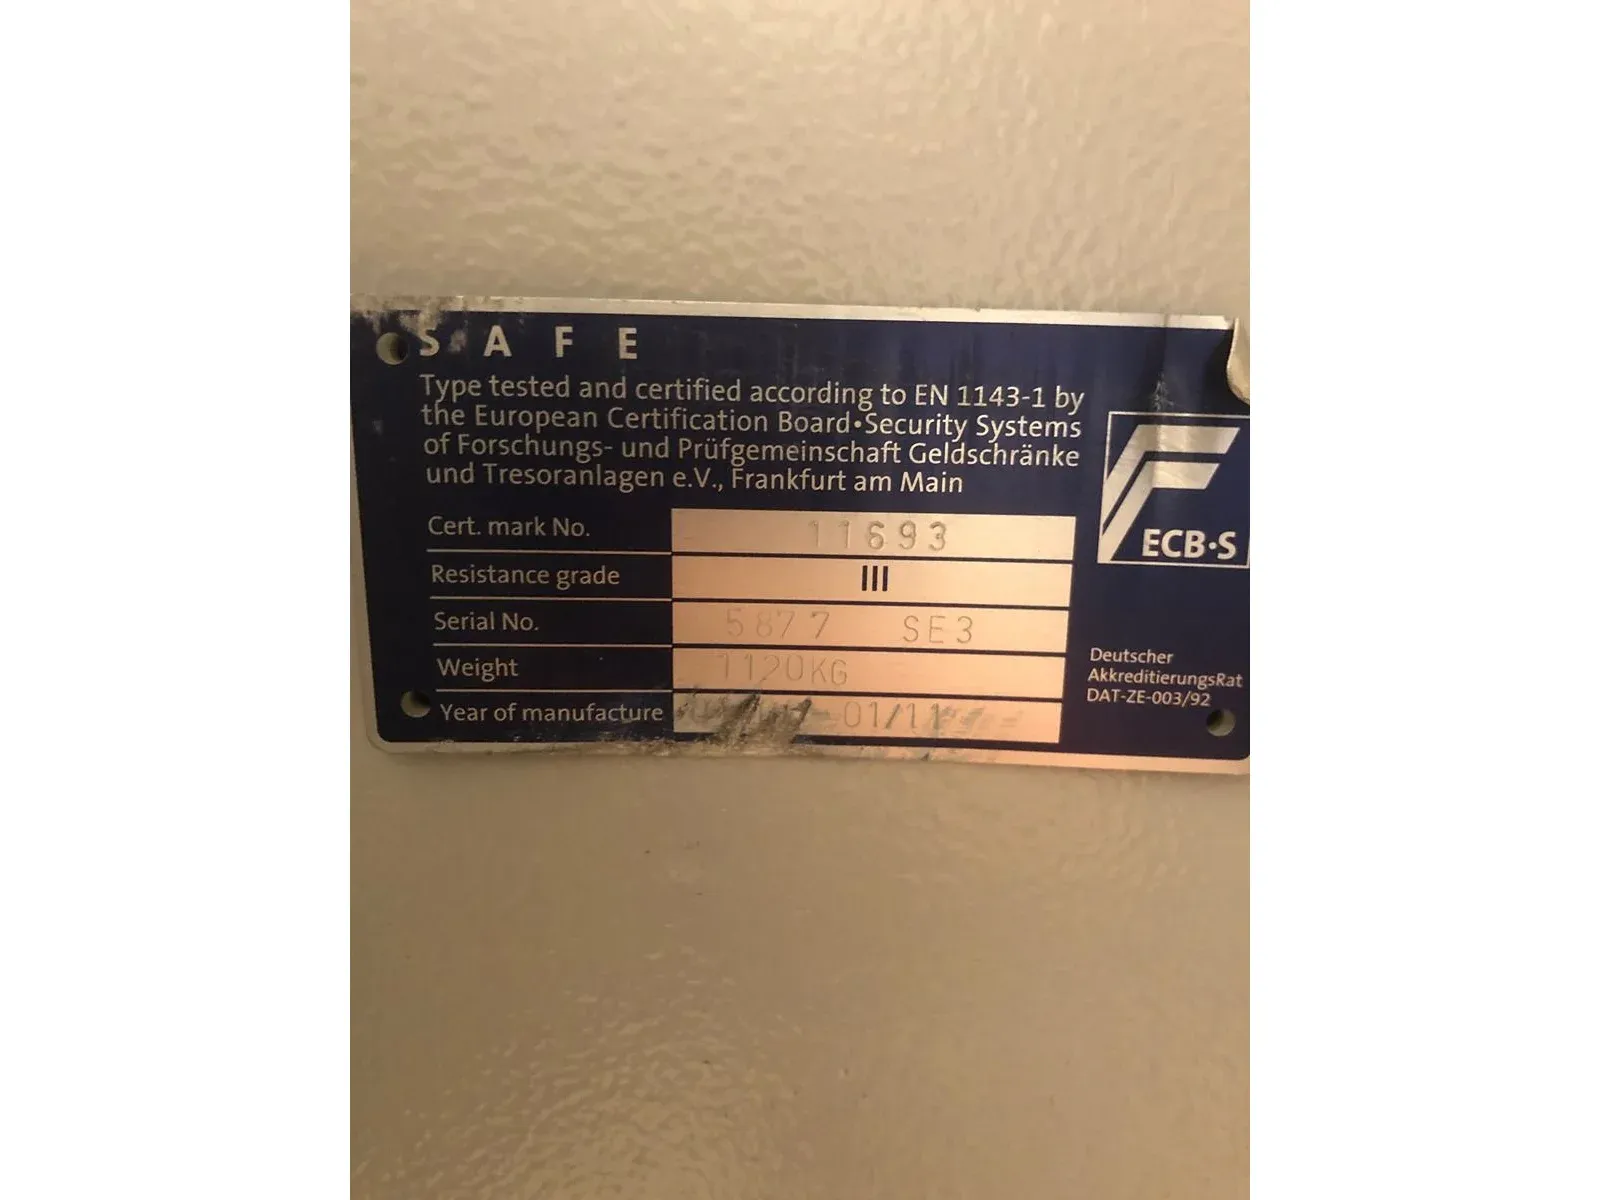 SAFE
Type tested and certified according to EN 1143-1 by
the European Certification Board•Security Systems
of Forschungs- und Prüfgemeinschaft Geldschränke
und Tresoranlagen e.V., Frankfurt am Main
ECB•S
Cert. mark No. 11693
Resistance grade III
Serial No. 5877 SE3
Weight 1120KG
Year of manufacture 01/11
Deutscher
AkkreditierungsRat
DAT-ZE-003/92